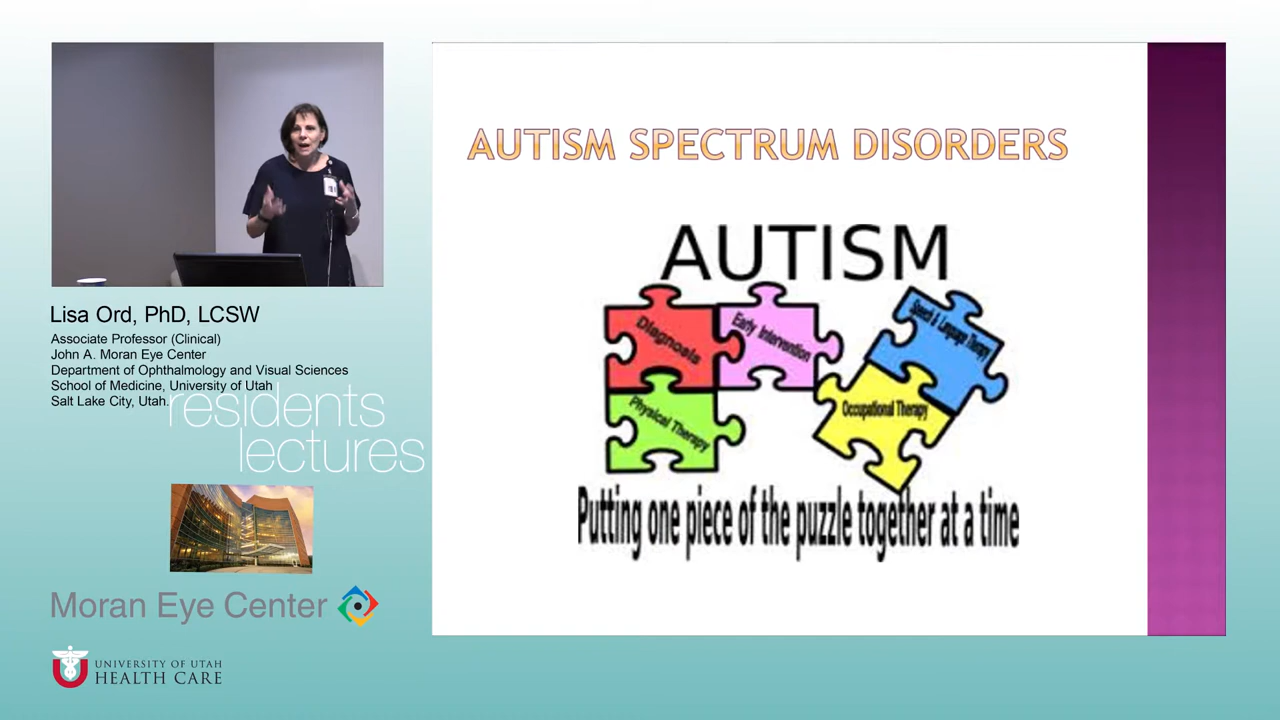 Lisa Ord, PhD, LCSW
Associate Professor (Clinical)
John A. Moran Eye Center
Department of Ophthalmology and Visual Sciences
School of Medicine, University of Utah
Salt Lake City, Utah.
residents
lectures
Moran Eye Center
UNIVERSITY OF UTAH
HEALTH CARE
AUTISM SPECTRUM DISORDERS
AUTISM
Diagnosis
Early Intervention
Speech & Language Therapy
Physical Therapy
Occupational Therapy
Putting one piece of the puzzle together at a time